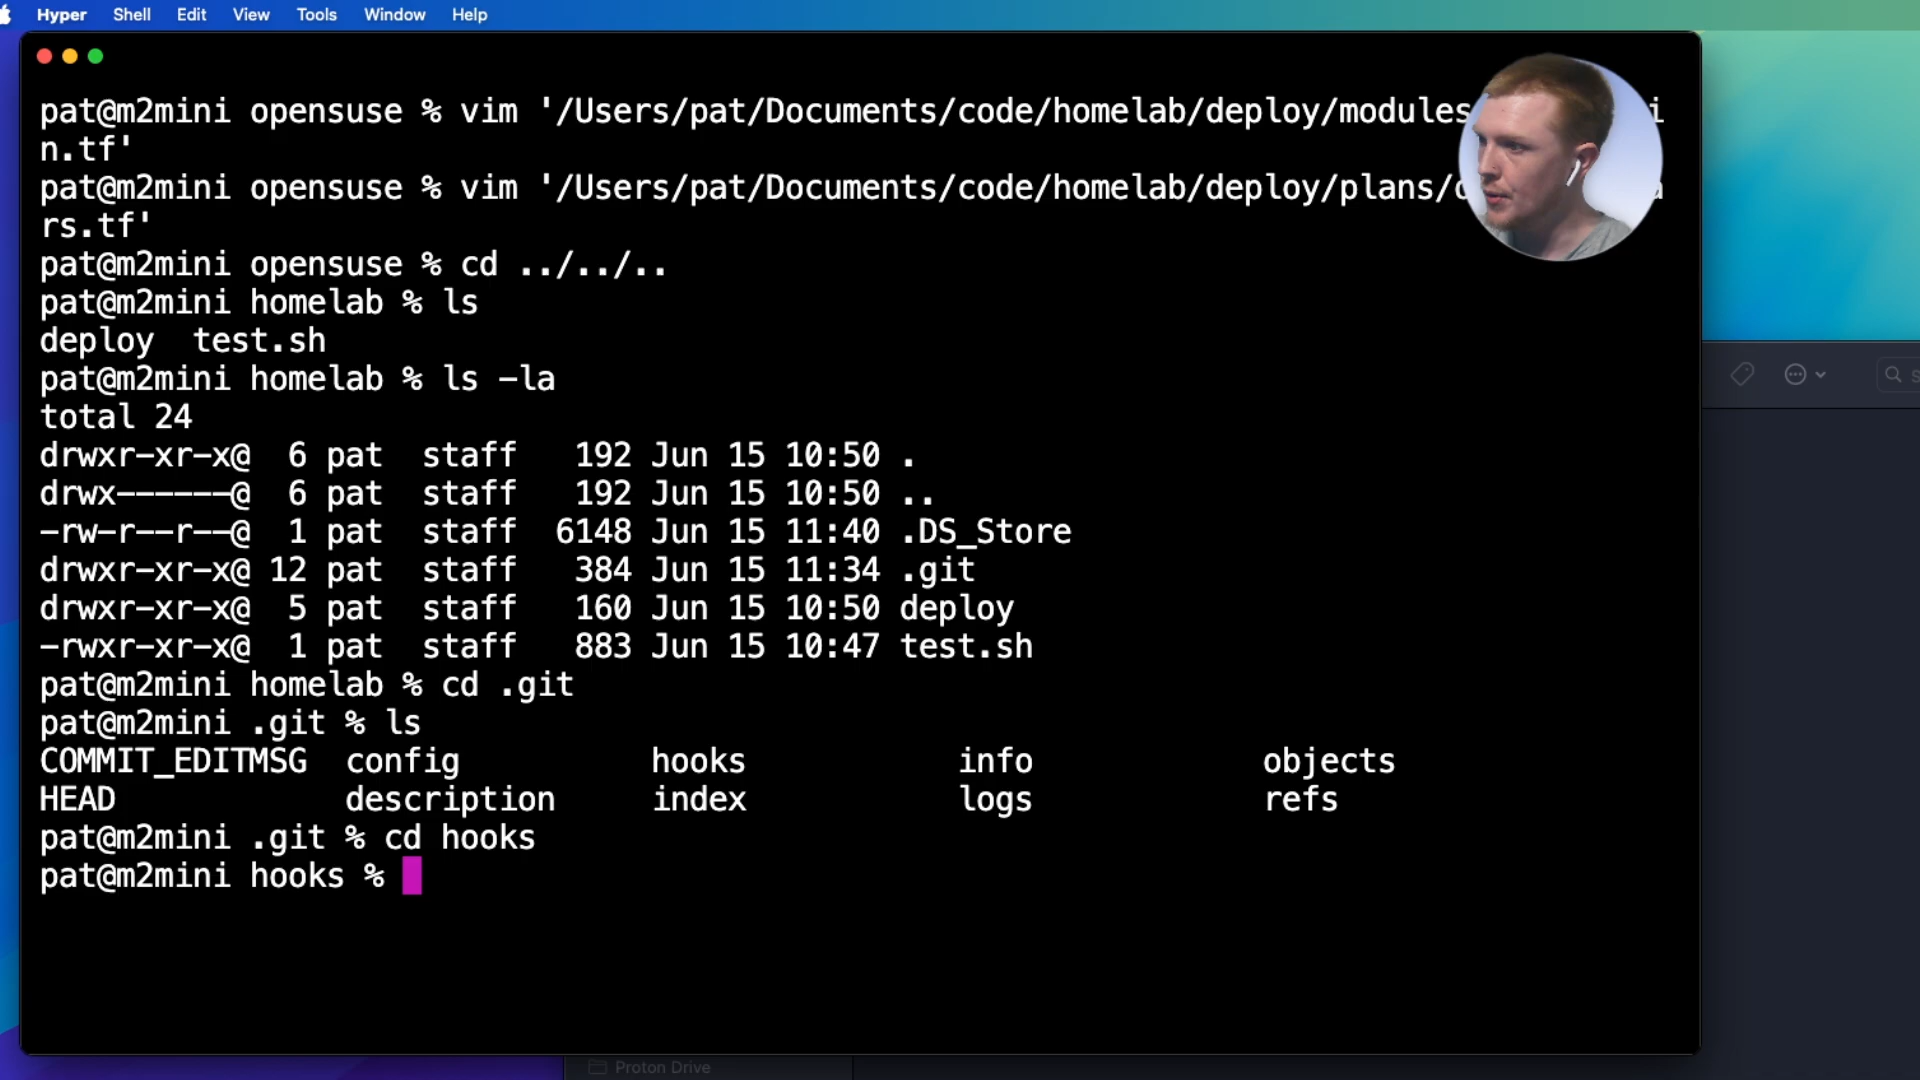 Hyper Shell Edit View Tools Window Help
pat@m2mini opensuse % vim '/Users/pat/Documents/code/homelab/deploy/modules
n.tf'
pat@m2mini opensuse % vim '/Users/pat/Documents/code/homelab/deploy/plans/
rs.tf'
pat@m2mini opensuse % cd ../../..
pat@m2mini homelab % ls
deploy  test.sh
pat@m2mini homelab % ls -la
total 24
drwxr-xr-x@  6 pat  staff   192 Jun 15 10:50 .
drwx------@  6 pat  staff   192 Jun 15 10:50 ..
-rw-r--r--@  1 pat  staff  6148 Jun 15 11:40 .DS_Store
drwxr-xr-x@ 12 pat  staff   384 Jun 15 11:34 .git
drwxr-xr-x@  5 pat  staff   160 Jun 15 10:50 deploy
-rwxr-xr-x@  1 pat  staff   883 Jun 15 10:47 test.sh
pat@m2mini homelab % cd .git
pat@m2mini .git % ls
COMMIT_EDITMSG  config          hooks           info            objects
HEAD            description     index           logs            refs
pat@m2mini .git % cd hooks
pat@m2mini hooks %
Proton Drive